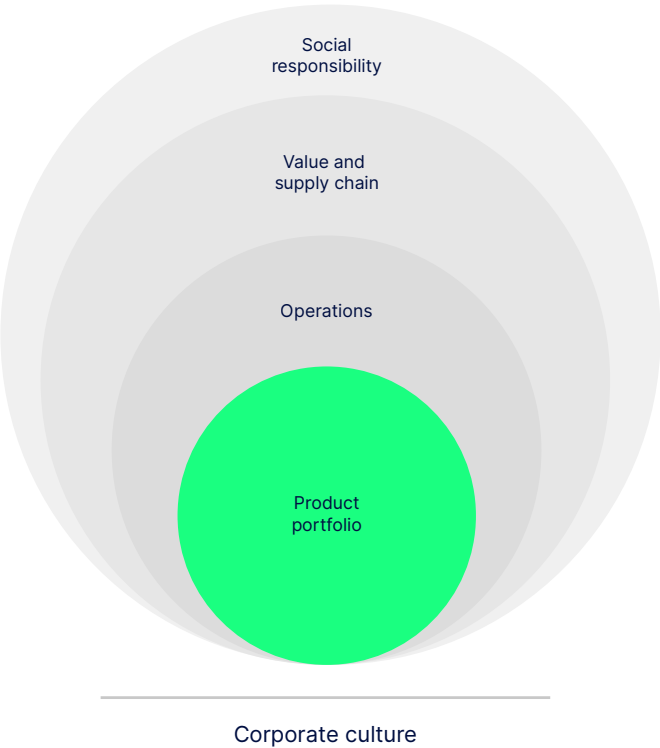 Social
responsibility
Value and
supply chain
Operations
Product
portfolio
Corporate culture